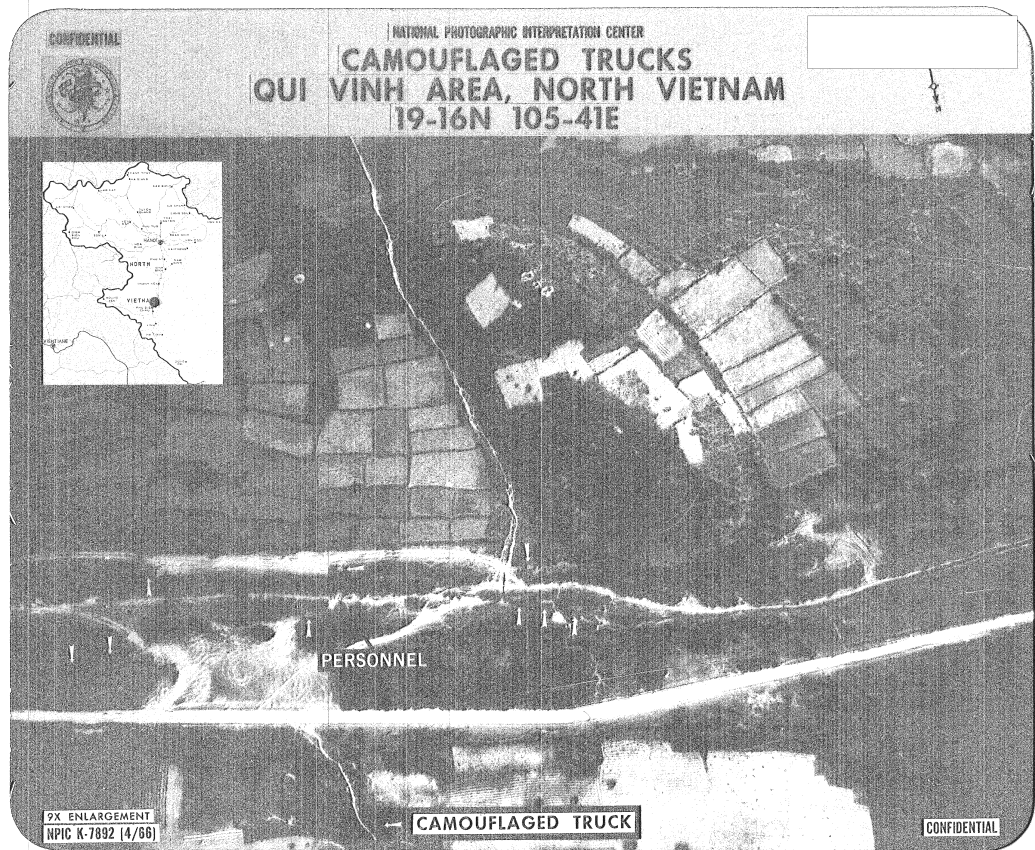 CONFIDENTIAL
NATIONAL PHOTOGRAPHIC INTERPRETATION CENTER
CAMOUFLAGED TRUCKS
QUI VINH AREA, NORTH VIETNAM
19-16N 105-41E
N
HANOI
NORTH
VIETNAM
VIENTIANE
PERSONNEL
9X ENLARGEMENT
NPIC K-7892 (4/66)
CAMOUFLAGED TRUCK
CONFIDENTIAL